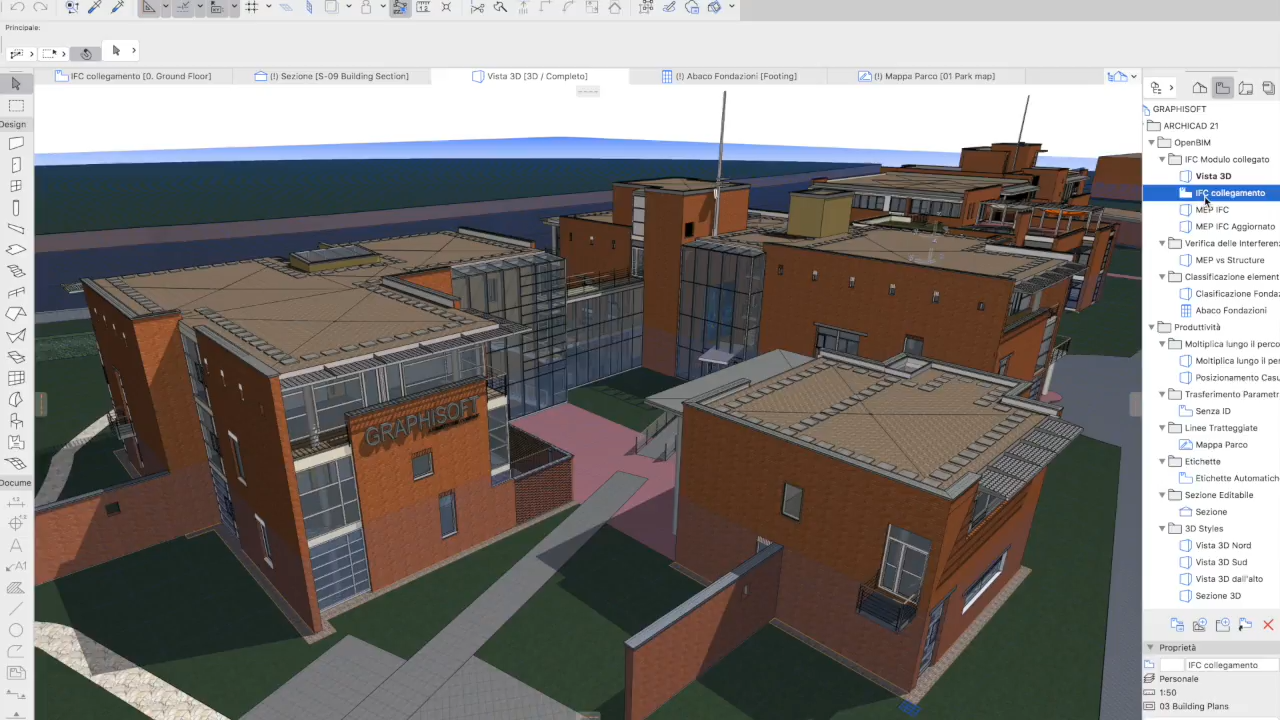 Principale:
IFC collegamento [0. Ground Floor]
(!) Sezione [S-09 Building Section]
Vista 3D [3D / Completo]
(!) Abaco Fondazioni [Footing]
(!) Mappa Parco [01 Park map]
Design
Docume
GRAPHISOFT
GRAPHISOFT
ARCHICAD 21
OpenBIM
IFC Modulo collegato
Vista 3D
IFC collegamento
MEP IFC
MEP IFC Aggiornato
Verifica delle Interferen
MEP vs Structure
Classificazione element
Clasificazione Fonda
Abaco Fondazioni
Produttività
Moltiplica lungo il perco
Moltiplica lungo il per
Posizionamento Casu
Trasferimento Parametr
Senza ID
Linee Tratteggiate
Mappa Parco
Etichette
Etichette Automatich
Sezione Editabile
Sezione
3D Styles
Vista 3D Nord
Vista 3D Sud
Vista 3D dall'alto
Sezione 3D
Proprietà
IFC collegamento
Personale
1:50
03 Building Plans